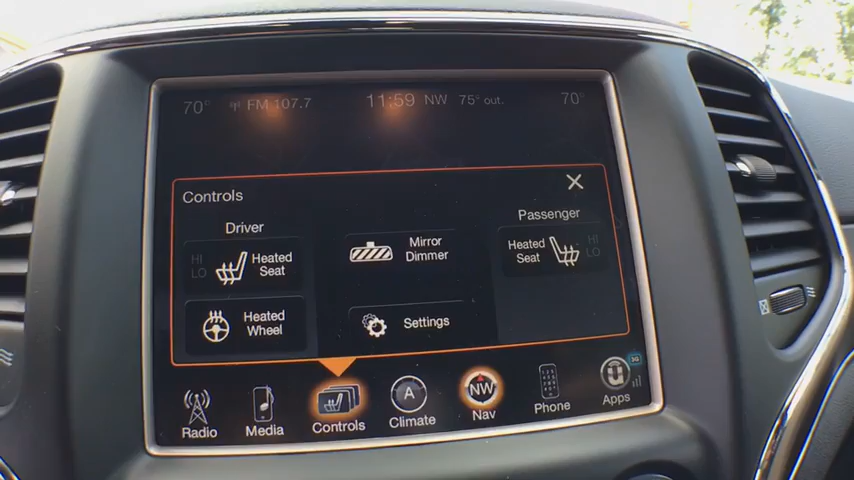 70° FM 107.7 11:59 NW 75° out. 70°
Controls
Driver
Passenger
HI
LO
Heated
Seat
Mirror
Dimmer
Heated
Seat
HI
LO
Heated
Wheel
Settings
Radio
Media
Controls
A
Climate
NW
Nav
Phone
3G
Apps